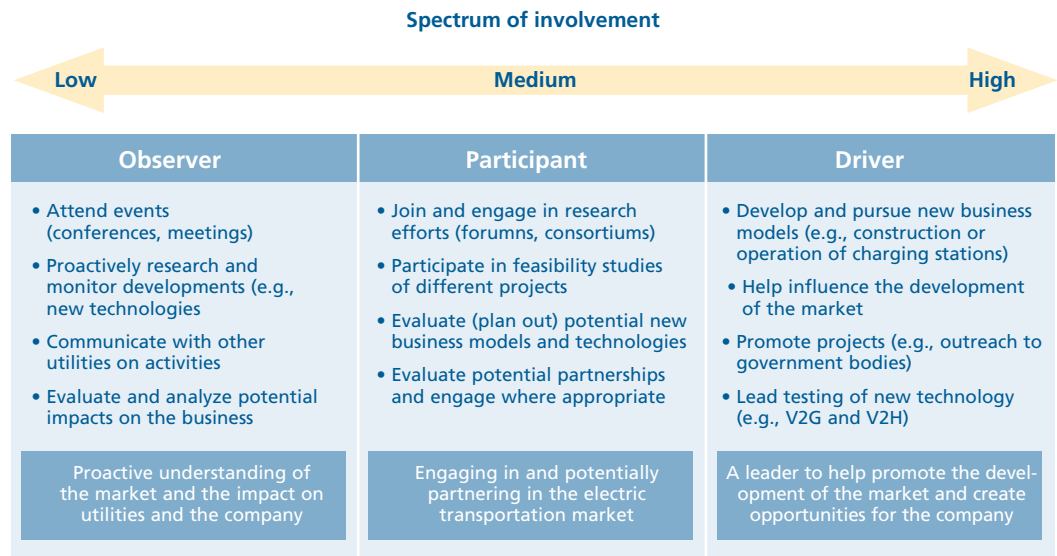 Spectrum of involvement
Low
Medium
High
Observer
Participant
Driver
• Attend events
(conferences, meetings)
• Proactively research and
monitor developments (e.g.,
new technologies
• Communicate with other
utilities on activities
• Evaluate and analyze potential
impacts on the business
Proactive understanding of
the market and the impact on
utilities and the company
• Join and engage in research
efforts (forumns, consortiums)
• Participate in feasibility studies
of different projects
• Evaluate (plan out) potential new
business models and technologies
• Evaluate potential partnerships
and engage where appropriate
Engaging in and potentially
partnering in the electric
transportation market
• Develop and pursue new business
models (e.g., construction or
operation of charging stations)
• Help influence the development
of the market
• Promote projects (e.g., outreach to
government bodies)
• Lead testing of new technology
(e.g., V2G and V2H)
A leader to help promote the devel-
opment of the market and create
opportunities for the company